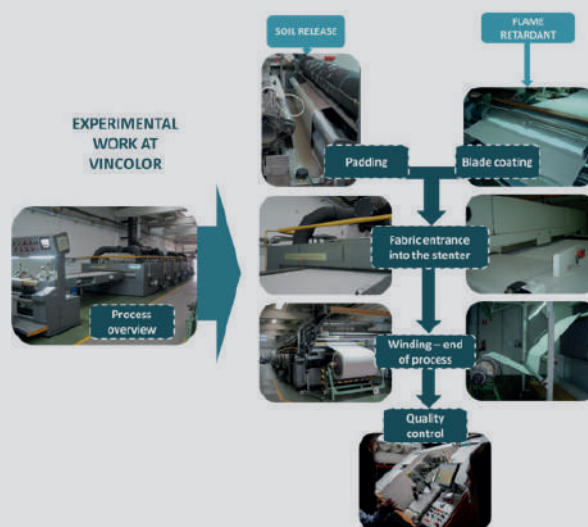 SOIL RELEASE
FLAME
RETARDANT
EXPERIMENTAL
WORK AT
VINCOLOR
Padding
Blade coating
Fabric entrance
into the stenter
Process
overview
Winding – end
of process
Quality
control